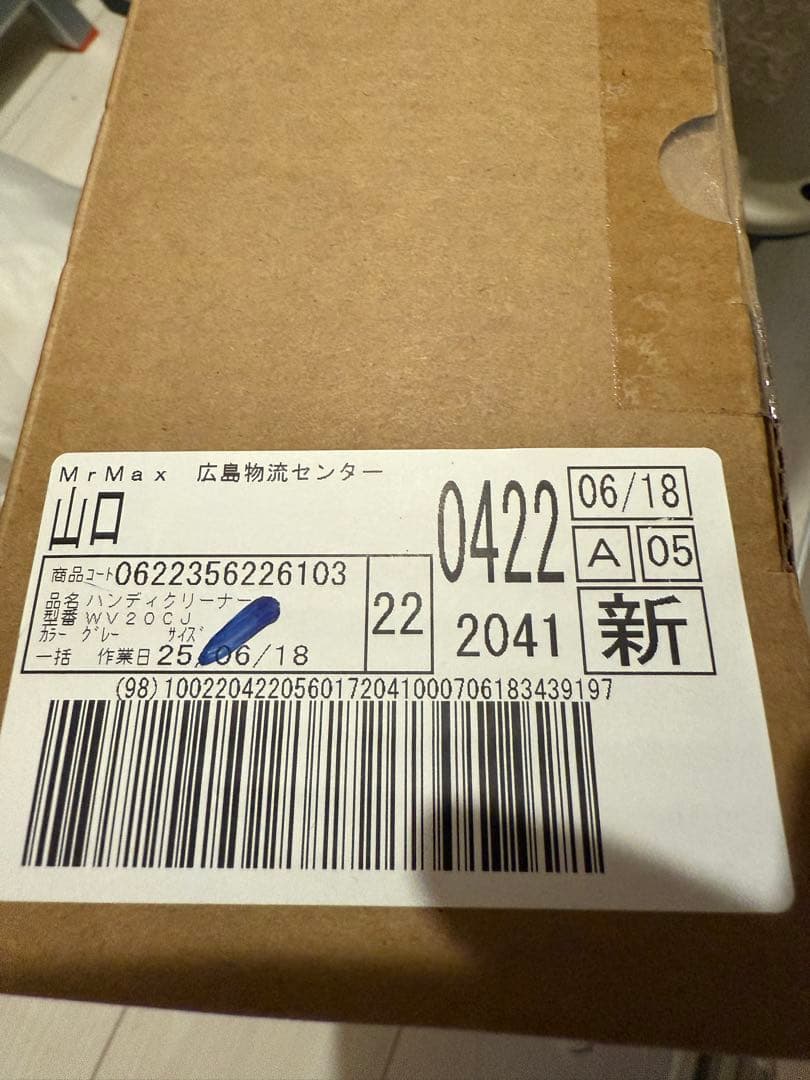 MrMax 広島物流センター
山口
0422
06/18
A
05
商品コート0622356226103
品名 ハンディクリーナー
型番 WV20CJ
カラー グレー サイズ
一括 作業日 25/06/18
22
2041
新
(98)1002204220560172041000706183439197